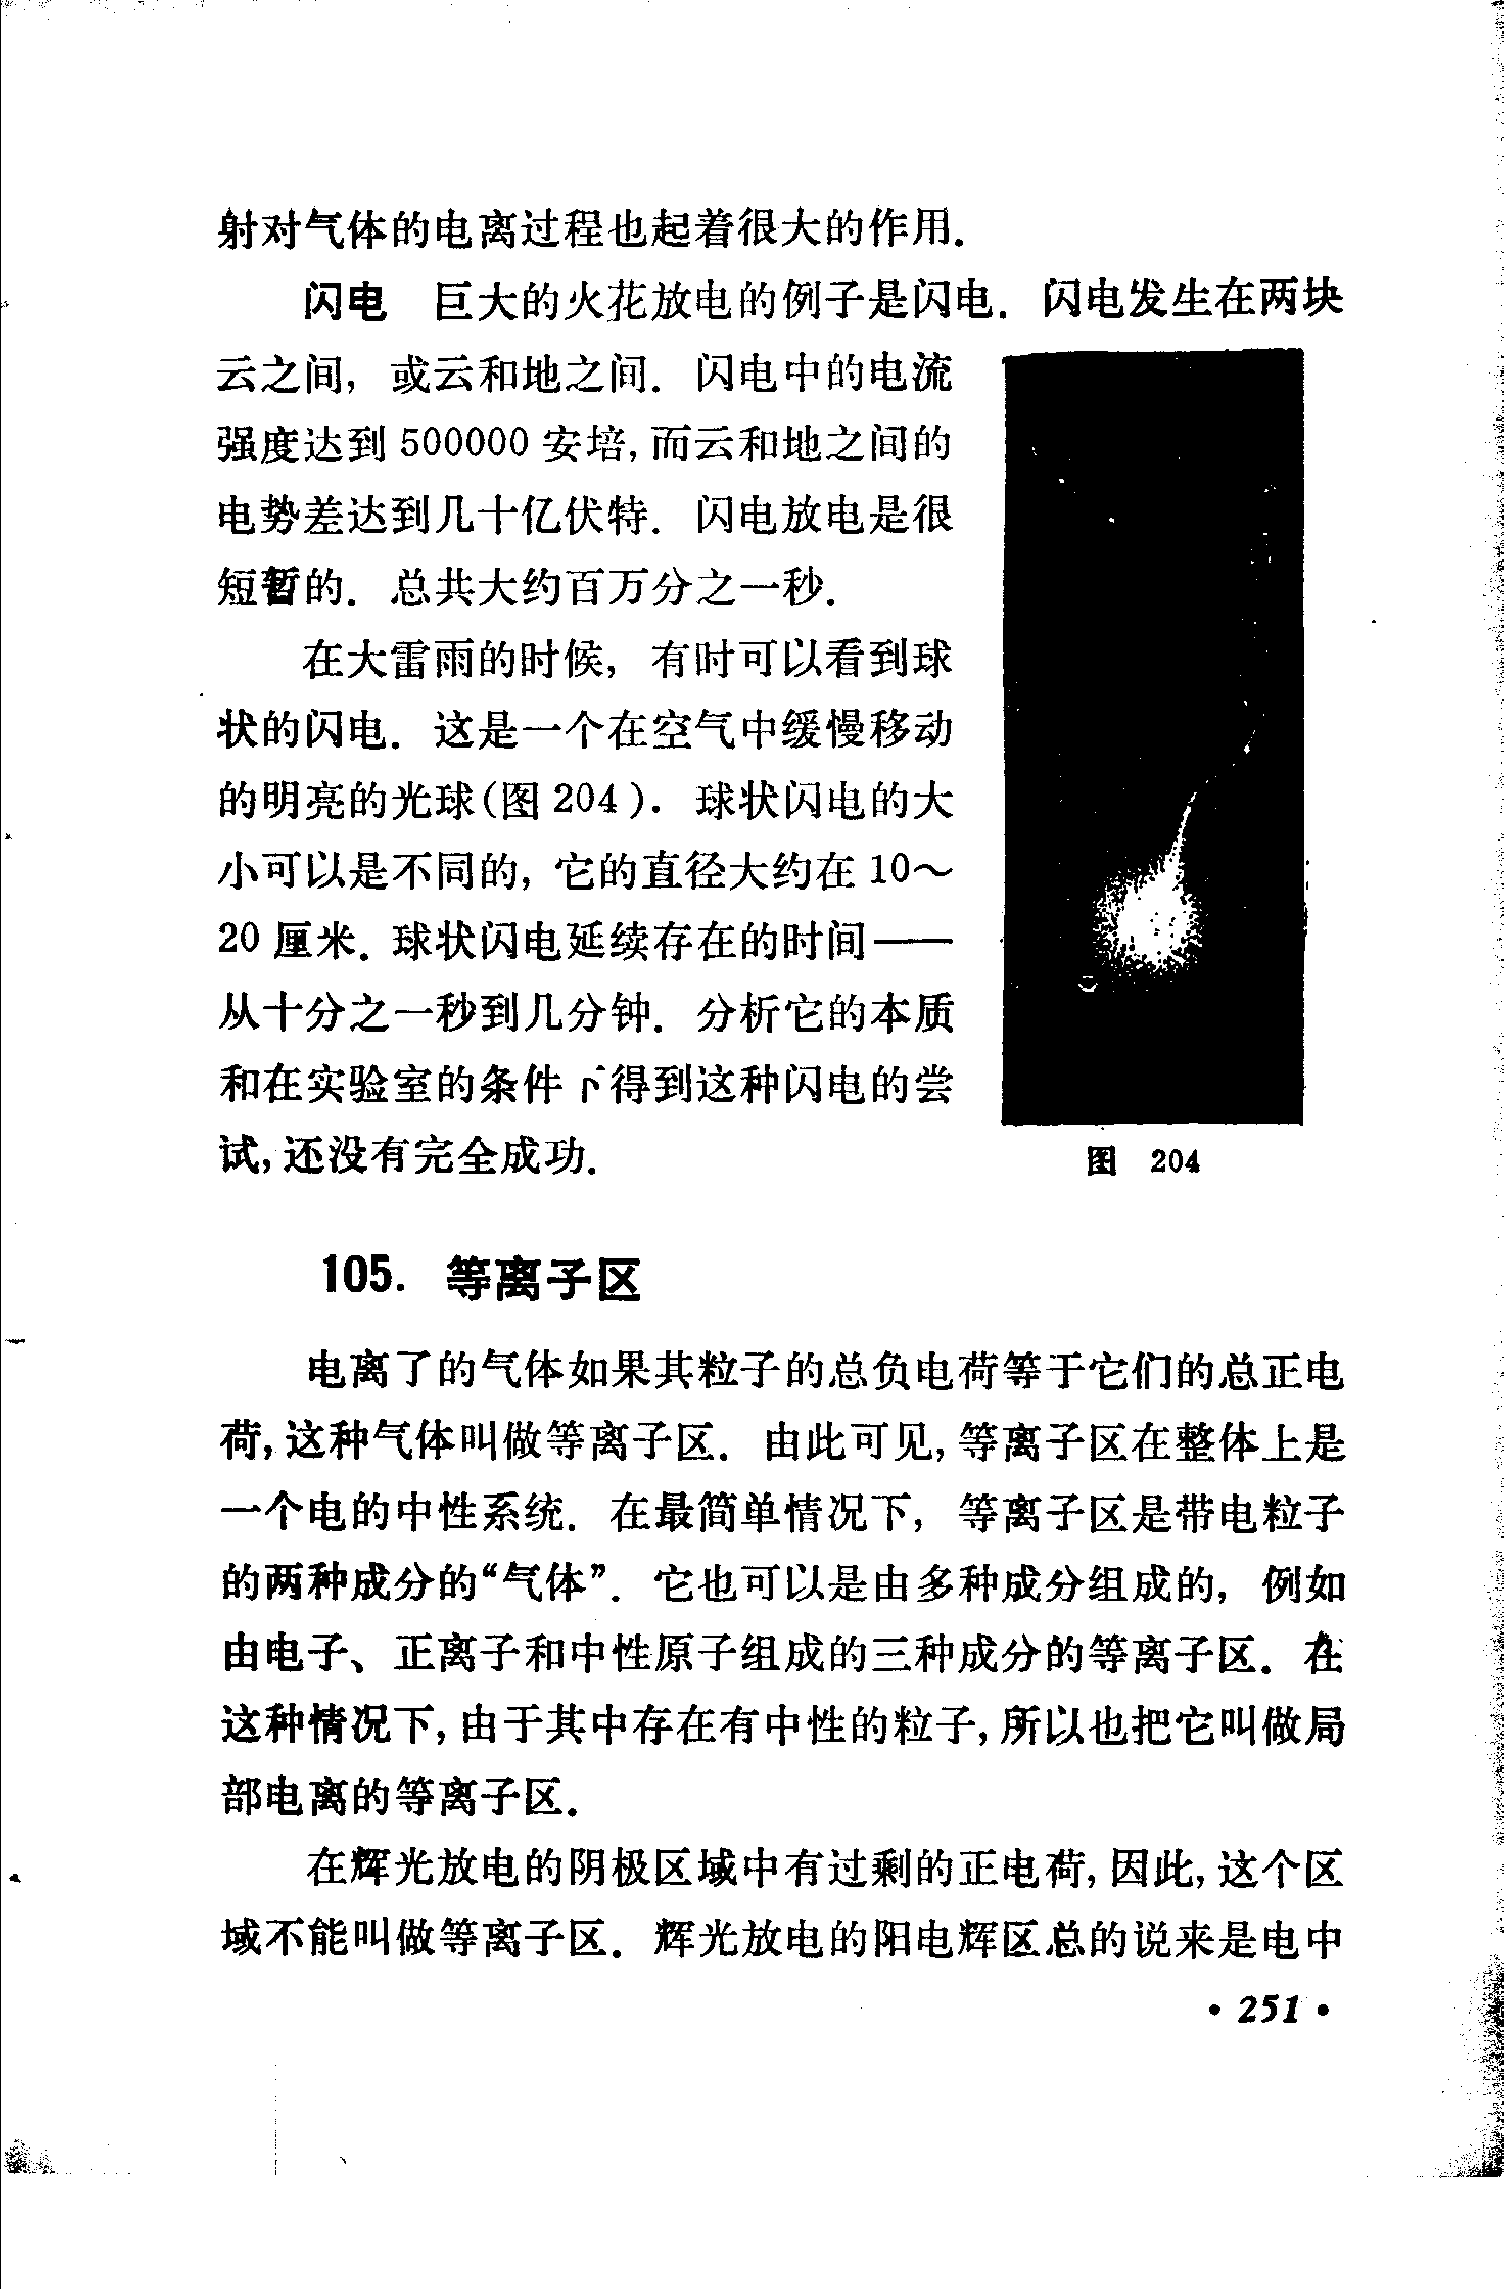 射对气体的电离过程也起着很大的作用．
闪电　巨大的火花放电的例子是闪电．闪电发生在两块
云之间，或云和地之间．闪电中的电流
强度达到 500000 安培，而云和地之间的
电势差达到几十亿伏特．闪电放电是很
短暂的．总共大约百万分之一秒．
在大雷雨的时候，有时可以看到球
状的闪电．这是一个在空气中缓慢移动
的明亮的光球（图 204）．球状闪电的大
小可以是不同的，它的直径大约在 10～
20 厘米．球状闪电延续存在的时间——
从十分之一秒到几分钟．分析它的本质
和在实验室的条件下得到这种闪电的尝
试，还没有完全成功．
图　204
105．等离子区
电离了的气体如果其粒子的总负电荷等于它们的总正电
荷，这种气体叫做等离子区．由此可见，等离子区在整体上是
一个电的中性系统．在最简单情况下，等离子区是带电粒子
的两种成分的“气体”．它也可以是由多种成分组成的，例如
由电子、正离子和中性原子组成的三种成分的等离子区．在
这种情况下，由于其中存在有中性的粒子，所以也把它叫做局
部电离的等离子区．
在辉光放电的阴极区域中有过剩的正电荷，因此，这个区
域不能叫做等离子区．辉光放电的阳电辉区总的说来是电中
• 251 •